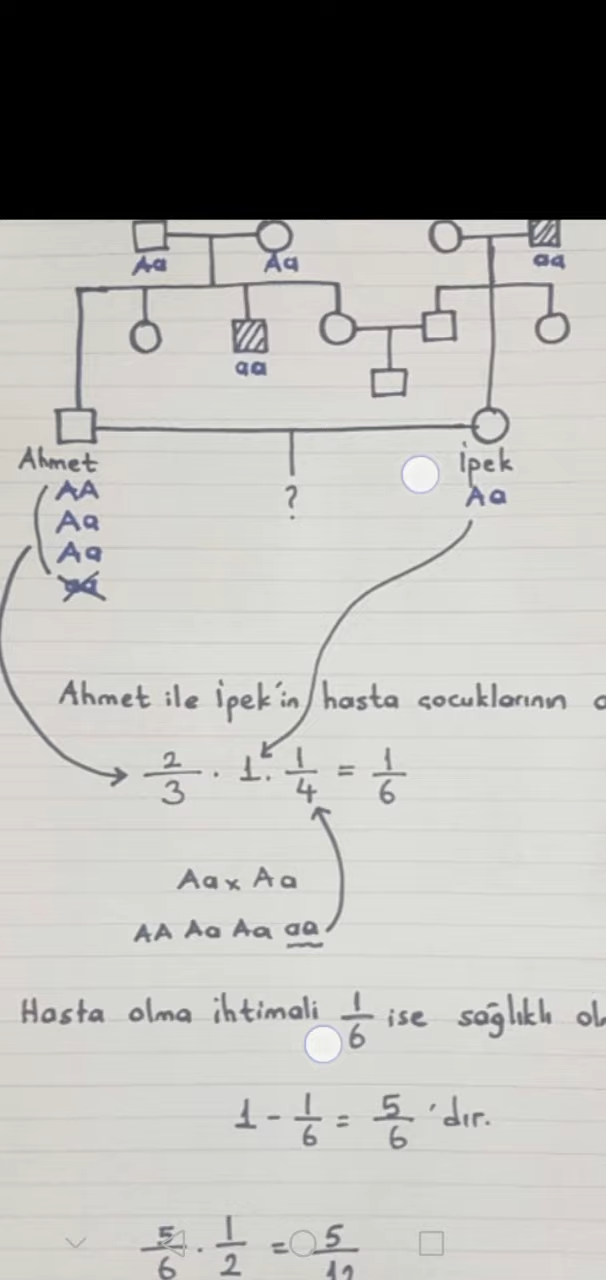 Aa Aa aa
aa
Ahmet İpek
AA Aa
Aa ?
Aa
aa
Ahmet ile İpek'in hasta çocuklarının
2/3 . 1 . 1/4 = 1/6
Aa x Aa
AA Aa Aa aa
Hasta olma ihtimali 1/6 ise sağlıklı
1 - 1/6 = 5/6 'dır.
5/6 . 1/2 = 5/12